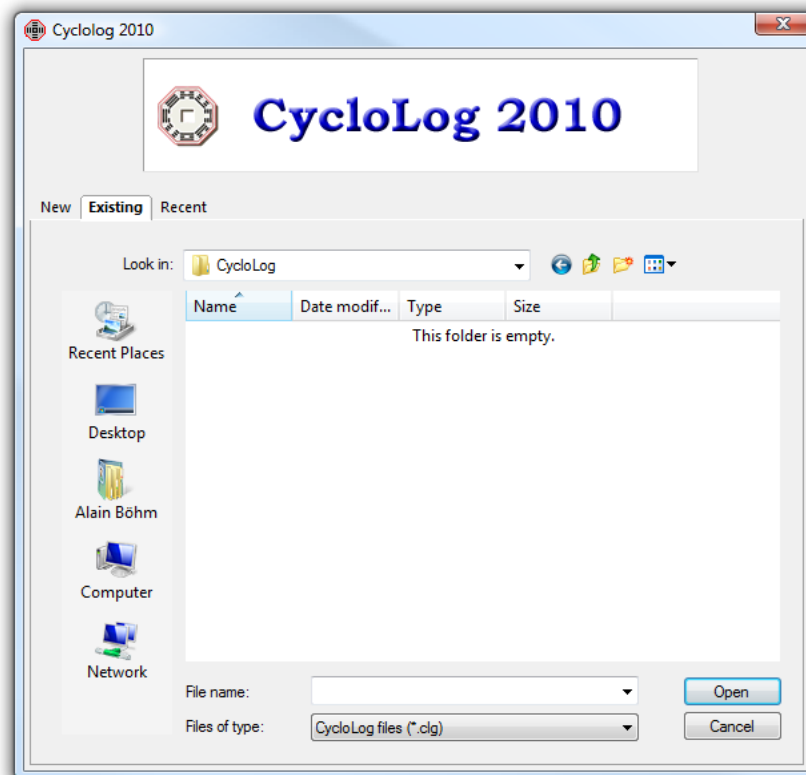 Cyclolog 2010
CycloLog 2010
New Existing Recent
Look in: CycloLog
Name Date modif... Type Size
This folder is empty.
Recent Places
Desktop
Alain Böhm
Computer
Network
File name: Open
Files of type: CycloLog files (*.clg) Cancel